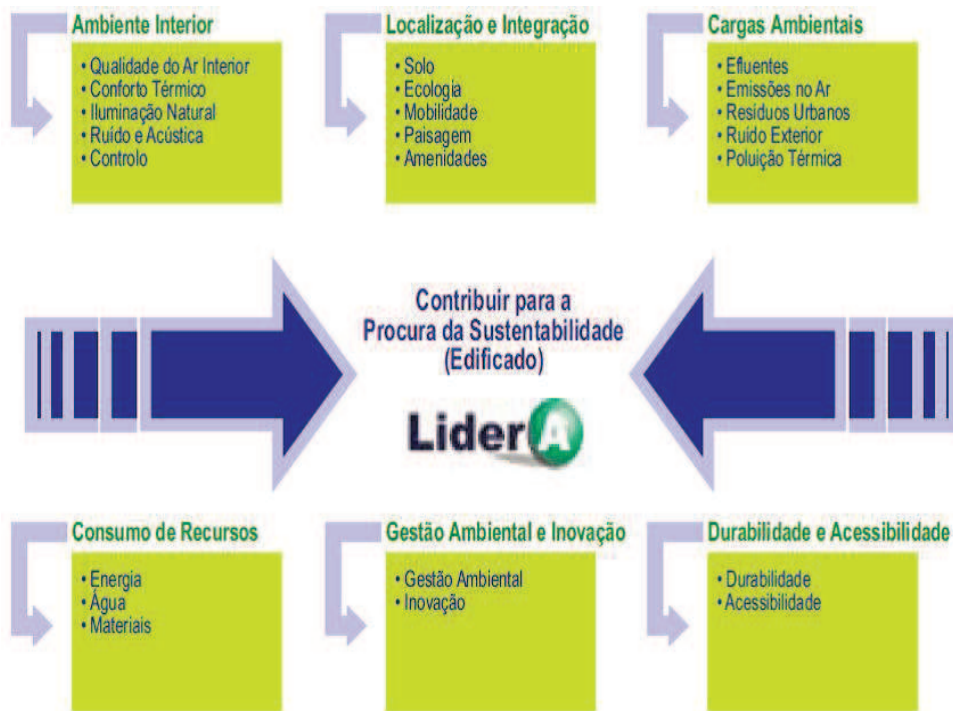 Ambiente Interior
• Qualidade do Ar Interior
• Conforto Térmico
• Iluminação Natural
• Ruído e Acústica
• Controlo
Localização e Integração
• Solo
• Ecologia
• Mobilidade
• Paisagem
• Amenidades
Cargas Ambientais
• Efluentes
• Emissões no Ar
• Resíduos Urbanos
• Ruído Exterior
• Poluição Térmica
Contribuir para a
Procura da Sustentabilidade
(Edificado)
LiderA
Consumo de Recursos
• Energia
• Água
• Materiais
Gestão Ambiental e Inovação
• Gestão Ambiental
• Inovação
Durabilidade e Acessibilidade
• Durabilidade
• Acessibilidade